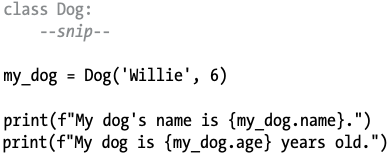 class Dog:
--snip--
my_dog = Dog('Willie', 6)
print(f"My dog's name is {my_dog.name}.")
print(f"My dog is {my_dog.age} years old.")